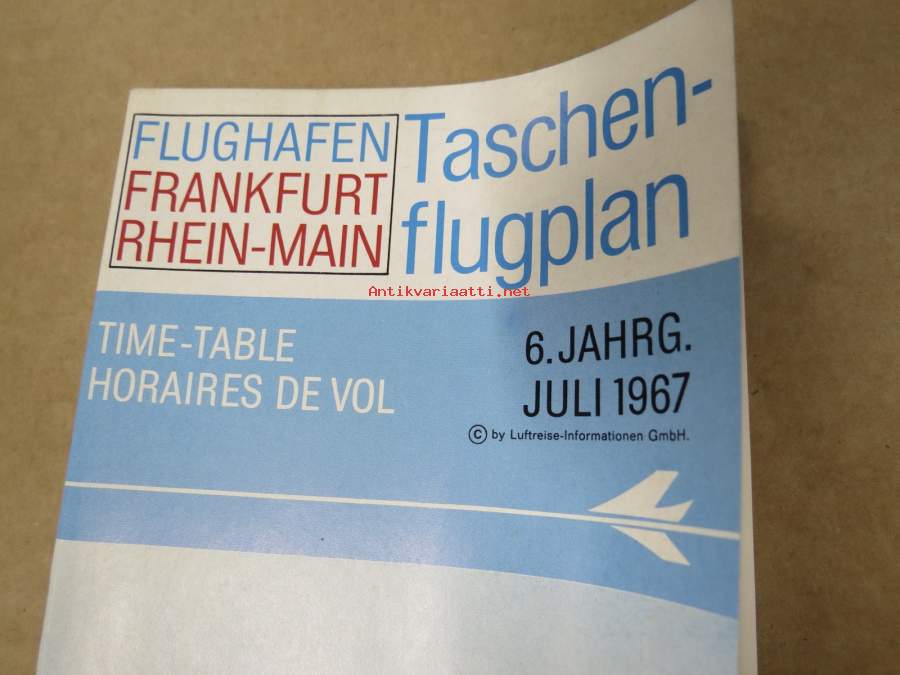 FLUGHAFEN
FRANKFURT
RHEIN-MAIN
Taschen-
flugplan
Antikvariaatti.net
TIME-TABLE
HORAIRES DE VOL
6. JAHRG.
JULI 1967
© by Luftreise-Informationen GmbH.